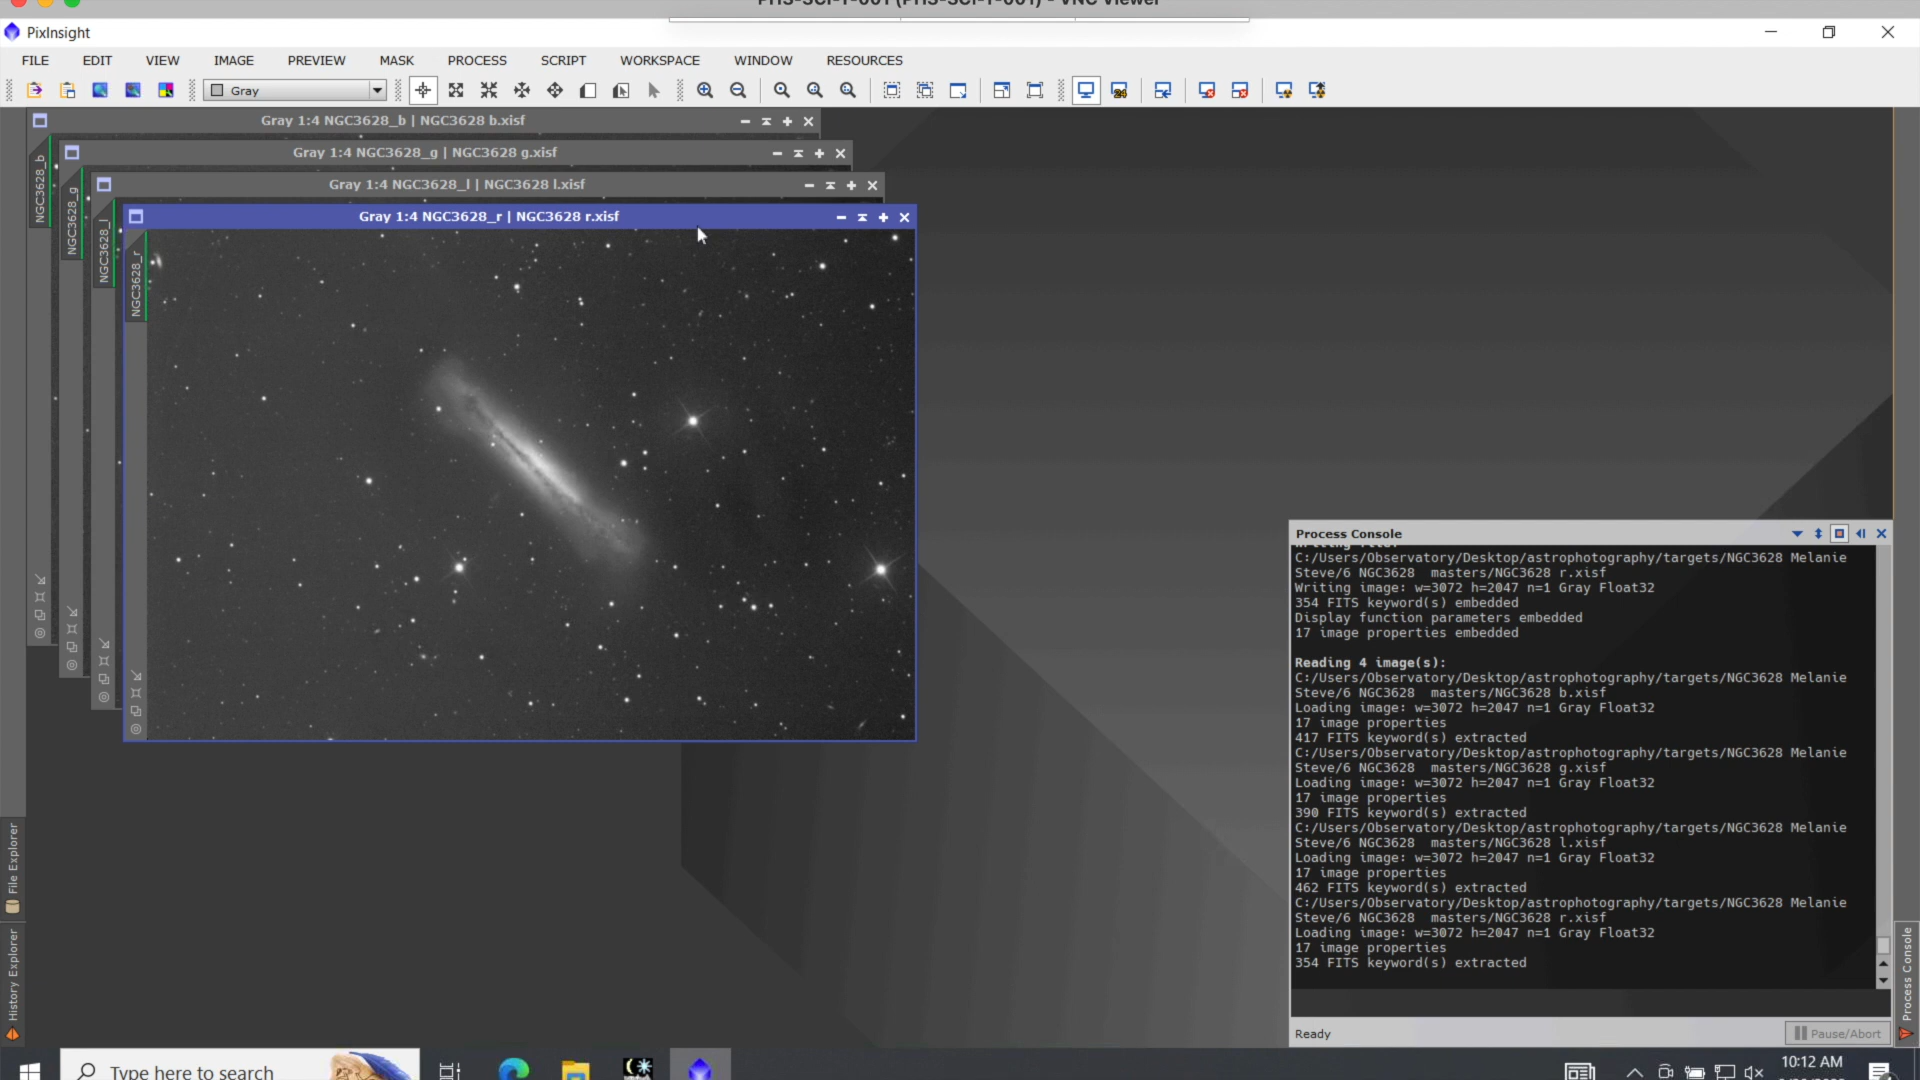 PixInsight
FILE EDIT VIEW IMAGE PREVIEW MASK PROCESS SCRIPT WORKSPACE WINDOW RESOURCES
Gray
Gray 1:4 NGC3628_b | NGC3628 b.xisf
Gray 1:4 NGC3628_g | NGC3628 g.xisf
Gray 1:4 NGC3628_l | NGC3628 l.xisf
Gray 1:4 NGC3628_r | NGC3628 r.xisf
NGC3628_b
NGC3628_g
NGC3628_l
NGC3628_r
File Explorer
History Explorer
Process Console
C:/Users/Observatory/Desktop/astrophotography/targets/NGC3628 Melanie
Steve/6 NGC3628 masters/NGC3628 r.xisf
Writing image: w=3072 h=2047 n=1 Gray Float32
354 FITS keyword(s) embedded
Display function parameters embedded
17 image properties embedded
Reading 4 image(s):
C:/Users/Observatory/Desktop/astrophotography/targets/NGC3628 Melanie
Steve/6 NGC3628 masters/NGC3628 b.xisf
Loading image: w=3072 h=2047 n=1 Gray Float32
17 image properties
417 FITS keyword(s) extracted
C:/Users/Observatory/Desktop/astrophotography/targets/NGC3628 Melanie
Steve/6 NGC3628 masters/NGC3628 g.xisf
Loading image: w=3072 h=2047 n=1 Gray Float32
17 image properties
390 FITS keyword(s) extracted
C:/Users/Observatory/Desktop/astrophotography/targets/NGC3628 Melanie
Steve/6 NGC3628 masters/NGC3628 l.xisf
Loading image: w=3072 h=2047 n=1 Gray Float32
17 image properties
462 FITS keyword(s) extracted
C:/Users/Observatory/Desktop/astrophotography/targets/NGC3628 Melanie
Steve/6 NGC3628 masters/NGC3628 r.xisf
Loading image: w=3072 h=2047 n=1 Gray Float32
17 image properties
354 FITS keyword(s) extracted
Ready
Pause/Abort
Process Console
Type here to search
10:12 AM